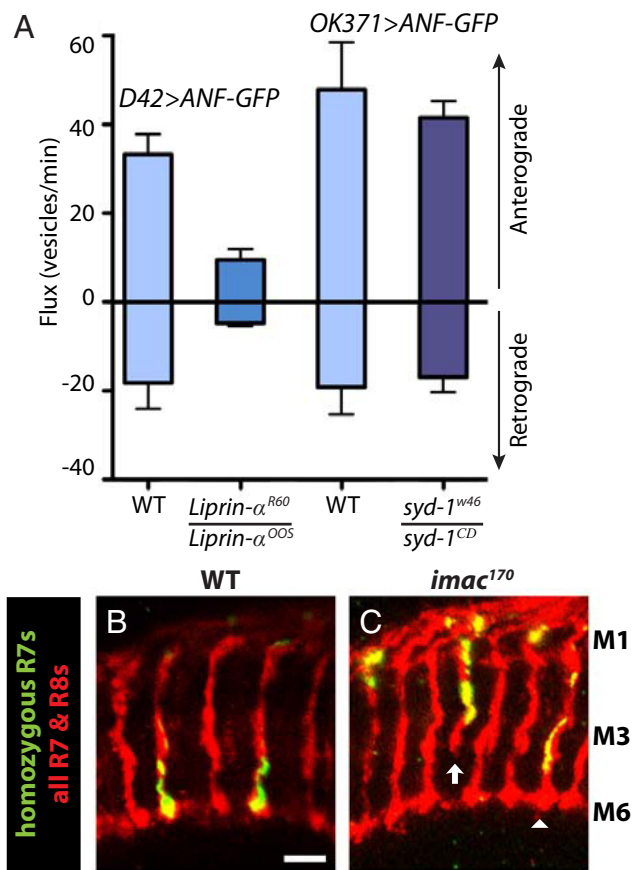 A
D42>ANF-GFP
OK371>ANF-GFP
Flux (vesicles/min)
60
40
20
0
-20
-40
Anterograde
Retrograde
WT
Liprin-α^R60
Liprin-α^OOS
WT
syd-1^w46
syd-1^CD
homozygous R7s
all R7 & R8s
WT
imac^170
B
C
M1
M3
M6